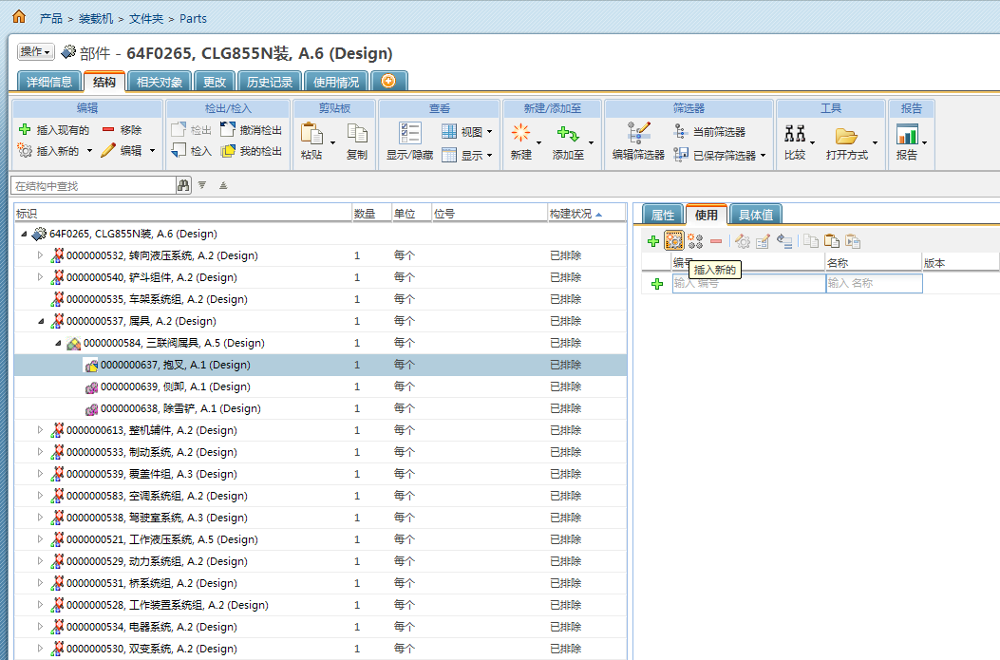 产品 > 装载机 > 文件夹 > Parts
操作 部件 - 64F0265, CLG855N装, A.6 (Design)
详细信息 结构 相关对象 更改 历史记录 使用情况
编辑 检出/检入 剪贴板 查看 新建/添加至 筛选器 工具 报告
插入现有的 移除 检出 撤消检出 视图 当前筛选器
插入新的 编辑 检入 我的检出 粘贴 复制 显示/隐藏 显示 新建 添加至 编辑筛选器 已保存筛选器 比较 打开方式 报告
在结构中查找
标识 数量 单位 位号 构建状况
64F0265, CLG855N装, A.6 (Design)
0000000532, 转向液压系统, A.2 (Design) 1 每个 已排除
0000000540, 铲斗组件, A.2 (Design) 1 每个 已排除
0000000535, 车架系统组, A.2 (Design) 1 每个 已排除
0000000537, 属具, A.2 (Design) 1 每个 已排除
0000000584, 三联阀属具, A.5 (Design) 1 每个 已排除
0000000637, 抱叉, A.1 (Design) 1 每个 已排除
0000000639, 侧卸, A.1 (Design) 1 每个 已排除
0000000638, 除雪铲, A.1 (Design) 1 每个 已排除
0000000613, 整机辅件, A.2 (Design) 1 每个 已排除
0000000533, 制动系统, A.2 (Design) 1 每个 已排除
0000000539, 覆盖件组, A.3 (Design) 1 每个 已排除
0000000583, 空调系统组, A.2 (Design) 1 每个 已排除
0000000538, 驾驶室系统, A.3 (Design) 1 每个 已排除
0000000521, 工作液压系统, A.5 (Design) 1 每个 已排除
0000000529, 动力系统组, A.2 (Design) 1 每个 已排除
0000000531, 桥系统组, A.2 (Design) 1 每个 已排除
0000000528, 工作装置系统组, A.2 (Design) 1 每个 已排除
0000000534, 电器系统, A.2 (Design) 1 每个 已排除
0000000530, 双变系统, A.2 (Design) 1 每个 已排除
属性 使用 具体值
编号 名称 版本
插入新的
输入 编号 输入 名称